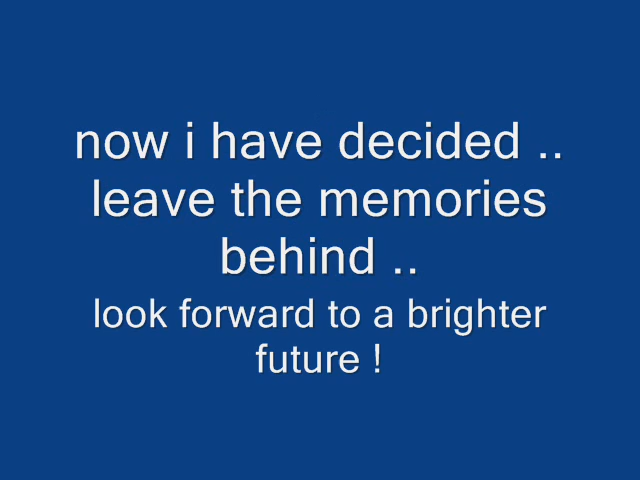 now i have decided ..
leave the memories
behind ..
look forward to a brighter
future !